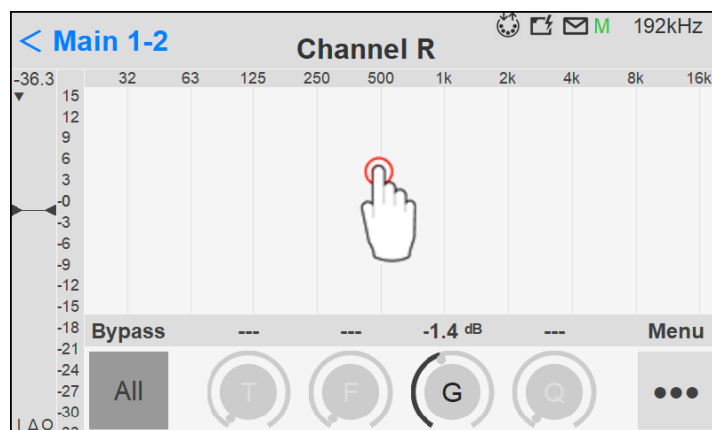 < Main 1-2
Channel R
M 192kHz
-36.3 32 63 125 250 500 1k 2k 4k 8k 16k
15
12
9
6
3
-0
-3
-6
-9
-12
-15
-18
-21
-24
-27
-30
Bypass --- --- -1.4 dB --- Menu
All T F G Q •••